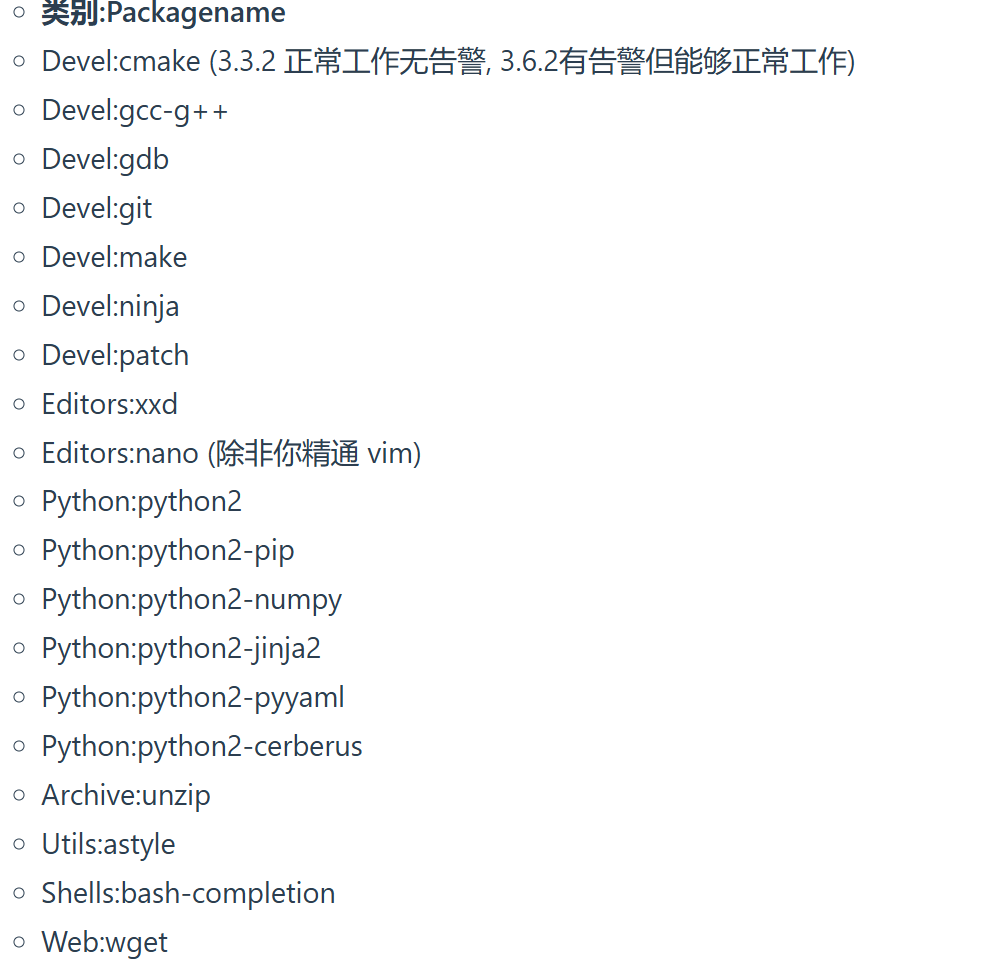 类别:Packagename
Devel:cmake (3.3.2 正常工作无告警, 3.6.2有告警但能够正常工作)
Devel:gcc-g++
Devel:gdb
Devel:git
Devel:make
Devel:ninja
Devel:patch
Editors:xxd
Editors:nano (除非你精通 vim)
Python:python2
Python:python2-pip
Python:python2-numpy
Python:python2-jinja2
Python:python2-pyyaml
Python:python2-cerberus
Archive:unzip
Utils:astyle
Shells:bash-completion
Web:wget